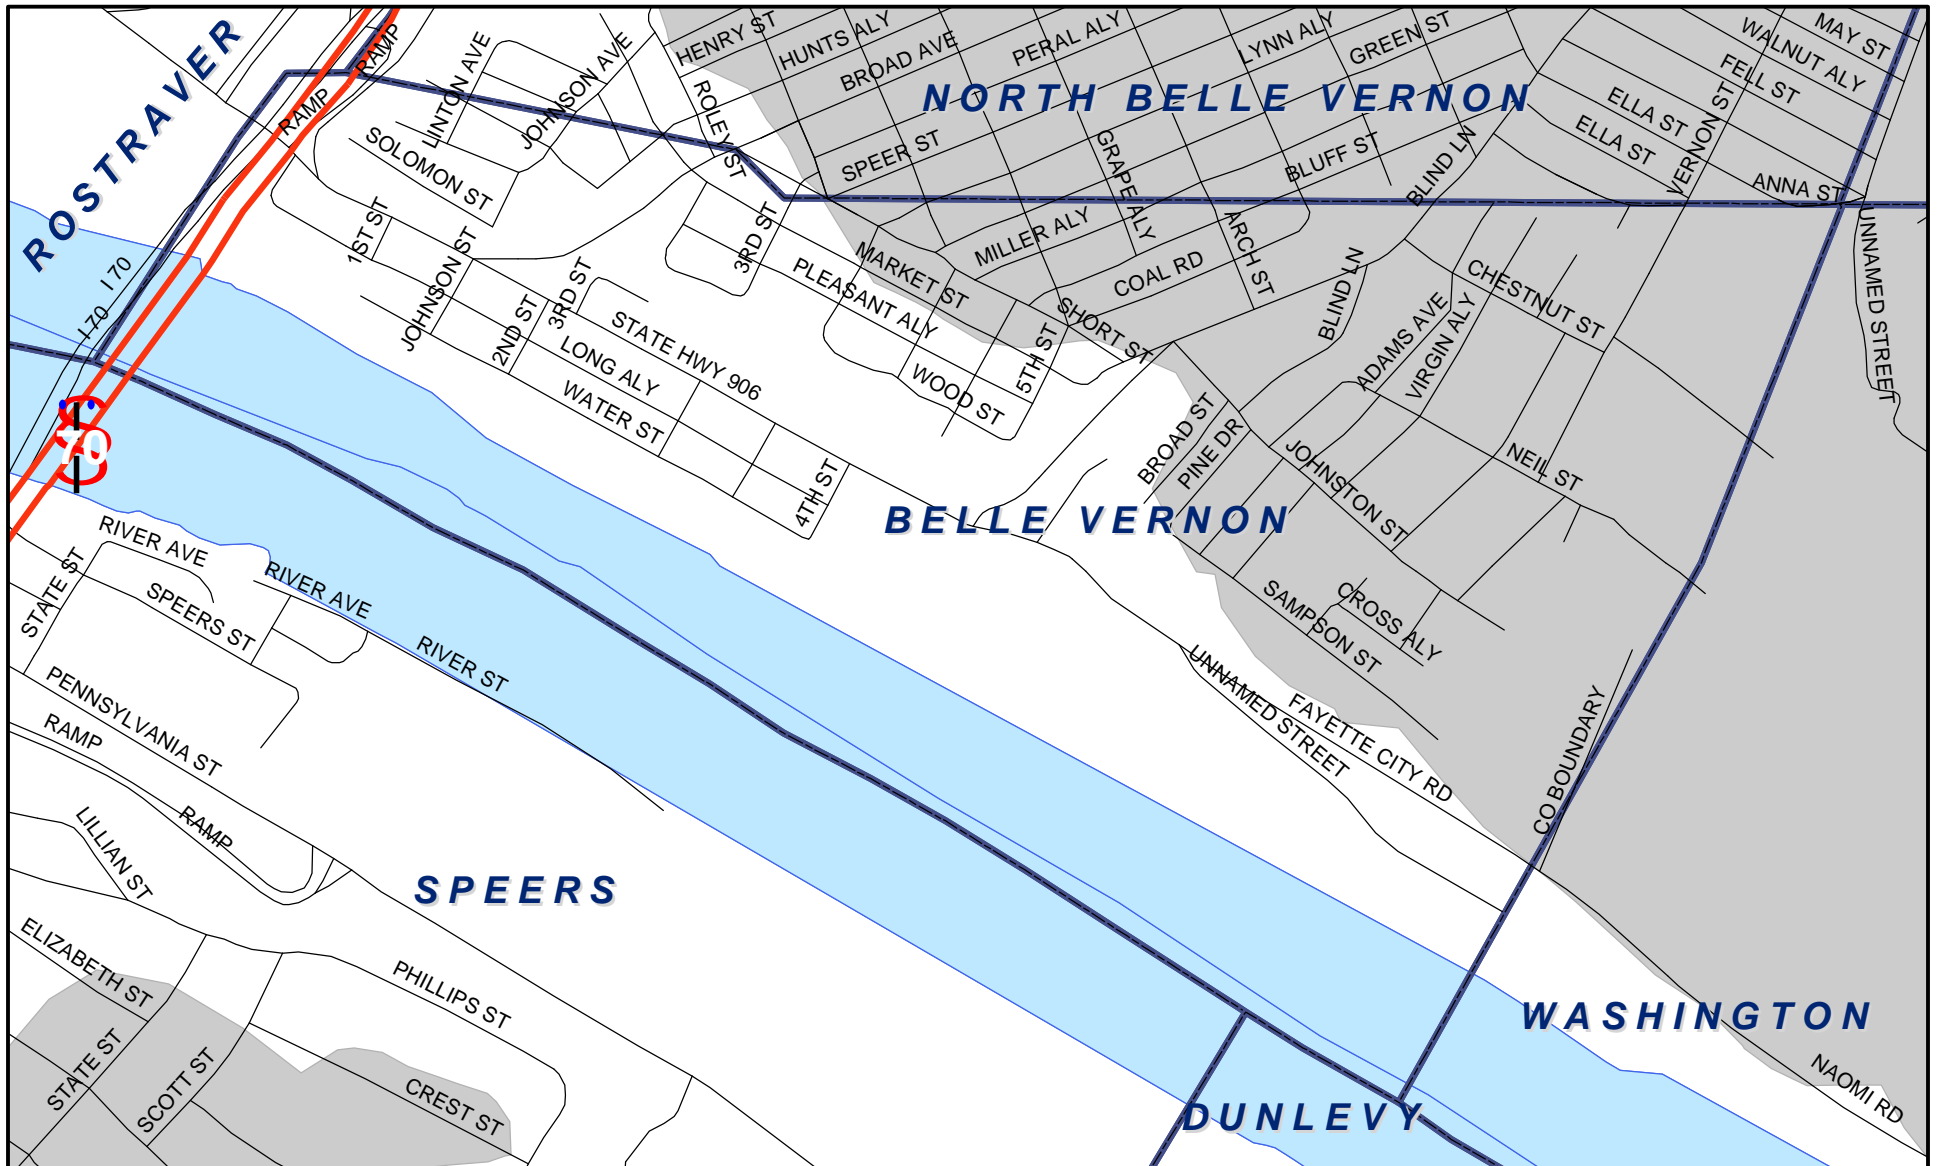 ROSTRAVER
RAMP
RAMP
I 70
I 70
70
LINTON AVE
JOHNSON AVE
SOLOMON ST
HENRY ST
HUNTS ALY
BROAD AVE
PERAL ALY
LYNN ALY
GREEN ST
MAY ST
WALNUT ALY
FELL ST
ELLA ST
ELLA ST
VERNON ST
ANNA ST
NORTH BELLE VERNON
ROLEY ST
SPEER ST
GRAPE ALY
BLUFF ST
BLIND LN
UNNAMED STREET
1ST ST
JOHNSON ST
2ND ST
3RD ST
3RD ST
MILLER ALY
ARCH ST
MARKET ST
PLEASANT ALY
COAL RD
SHORT ST
BLIND LN
CHESTNUT ST
ADAMS AVE
VIRGIN ALY
STATE HWY 906
LONG ALY
WATER ST
WOOD ST
5TH ST
4TH ST
BROAD ST
PINE DR
JOHNSTON ST
NEIL ST
BELLE VERNON
SAMPSON ST
CROSS ALY
RIVER AVE
RIVER AVE
STATE ST
SPEERS ST
RIVER ST
UNNAMED STREET
FAYETTE CITY RD
CO BOUNDARY
PENNSYLVANIA ST
RAMP
RAMP
LILLIAN ST
SPEERS
ELIZABETH ST
PHILLIPS ST
STATE ST
SCOTT ST
CREST ST
WASHINGTON
NAOMI RD
DUNLEVY